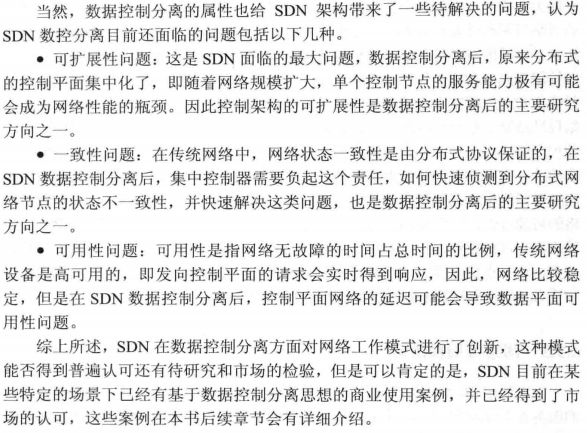 当然，数据控制分离的属性也给 SDN 架构带来了一些待解决的问题，认为
SDN 数控分离目前还面临的问题包括以下几种。
● 可扩展性问题：这是 SDN 面临的最大问题，数据控制分离后，原来分布式
的控制平面集中化了，即随着网络规模扩大，单个控制节点的服务能力极有可能
会成为网络性能的瓶颈。因此控制架构的可扩展性是数据控制分离后的主要研究
方向之一。
● 一致性问题：在传统网络中，网络状态一致性是由分布式协议保证的，在
SDN 数据控制分离后，集中控制器需要负起这个责任，如何快速侦测到分布式网
络节点的状态不一致性，并快速解决这类问题，也是数据控制分离后的主要研究
方向之一。
● 可用性问题：可用性是指网络无故障的时间占总时间的比例，传统网络
设备是高可用的，即发向控制平面的请求会实时得到响应，因此，网络比较稳
定，但是在 SDN 数据控制分离后，控制平面网络的延迟可能会导致数据平面可
用性问题。
综上所述，SDN 在数据控制分离方面对网络工作模式进行了创新，这种模式
能否得到普遍认可还有待研究和市场的检验，但是可以肯定的是，SDN 目前在某
些特定的场景下已经有基于数据控制分离思想的商业使用案例，并已经得到了市
场的认可，这些案例在本书后续章节会有详细介绍。